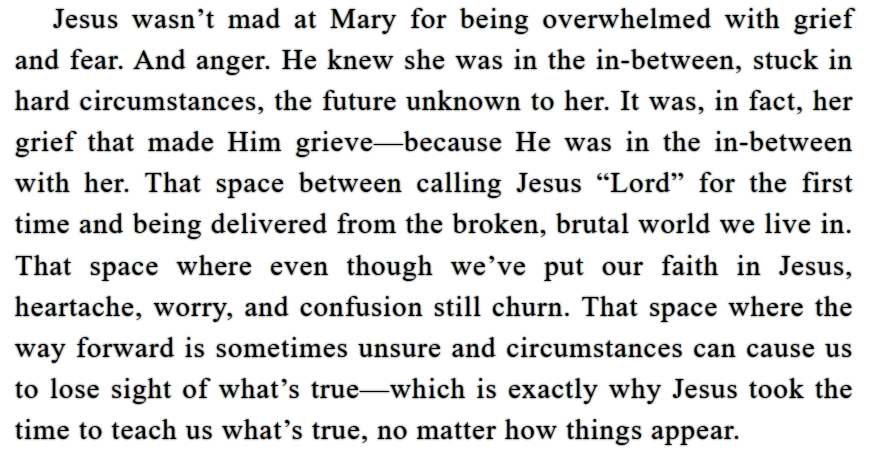 Jesus wasn’t mad at Mary for being overwhelmed with grief
and fear. And anger. He knew she was in the in-between, stuck in
hard circumstances, the future unknown to her. It was, in fact, her
grief that made Him grieve—because He was in the in-between
with her. That space between calling Jesus “Lord” for the first
time and being delivered from the broken, brutal world we live in.
That space where even though we’ve put our faith in Jesus,
heartache, worry, and confusion still churn. That space where the
way forward is sometimes unsure and circumstances can cause us
to lose sight of what’s true—which is exactly why Jesus took the
time to teach us what’s true, no matter how things appear.